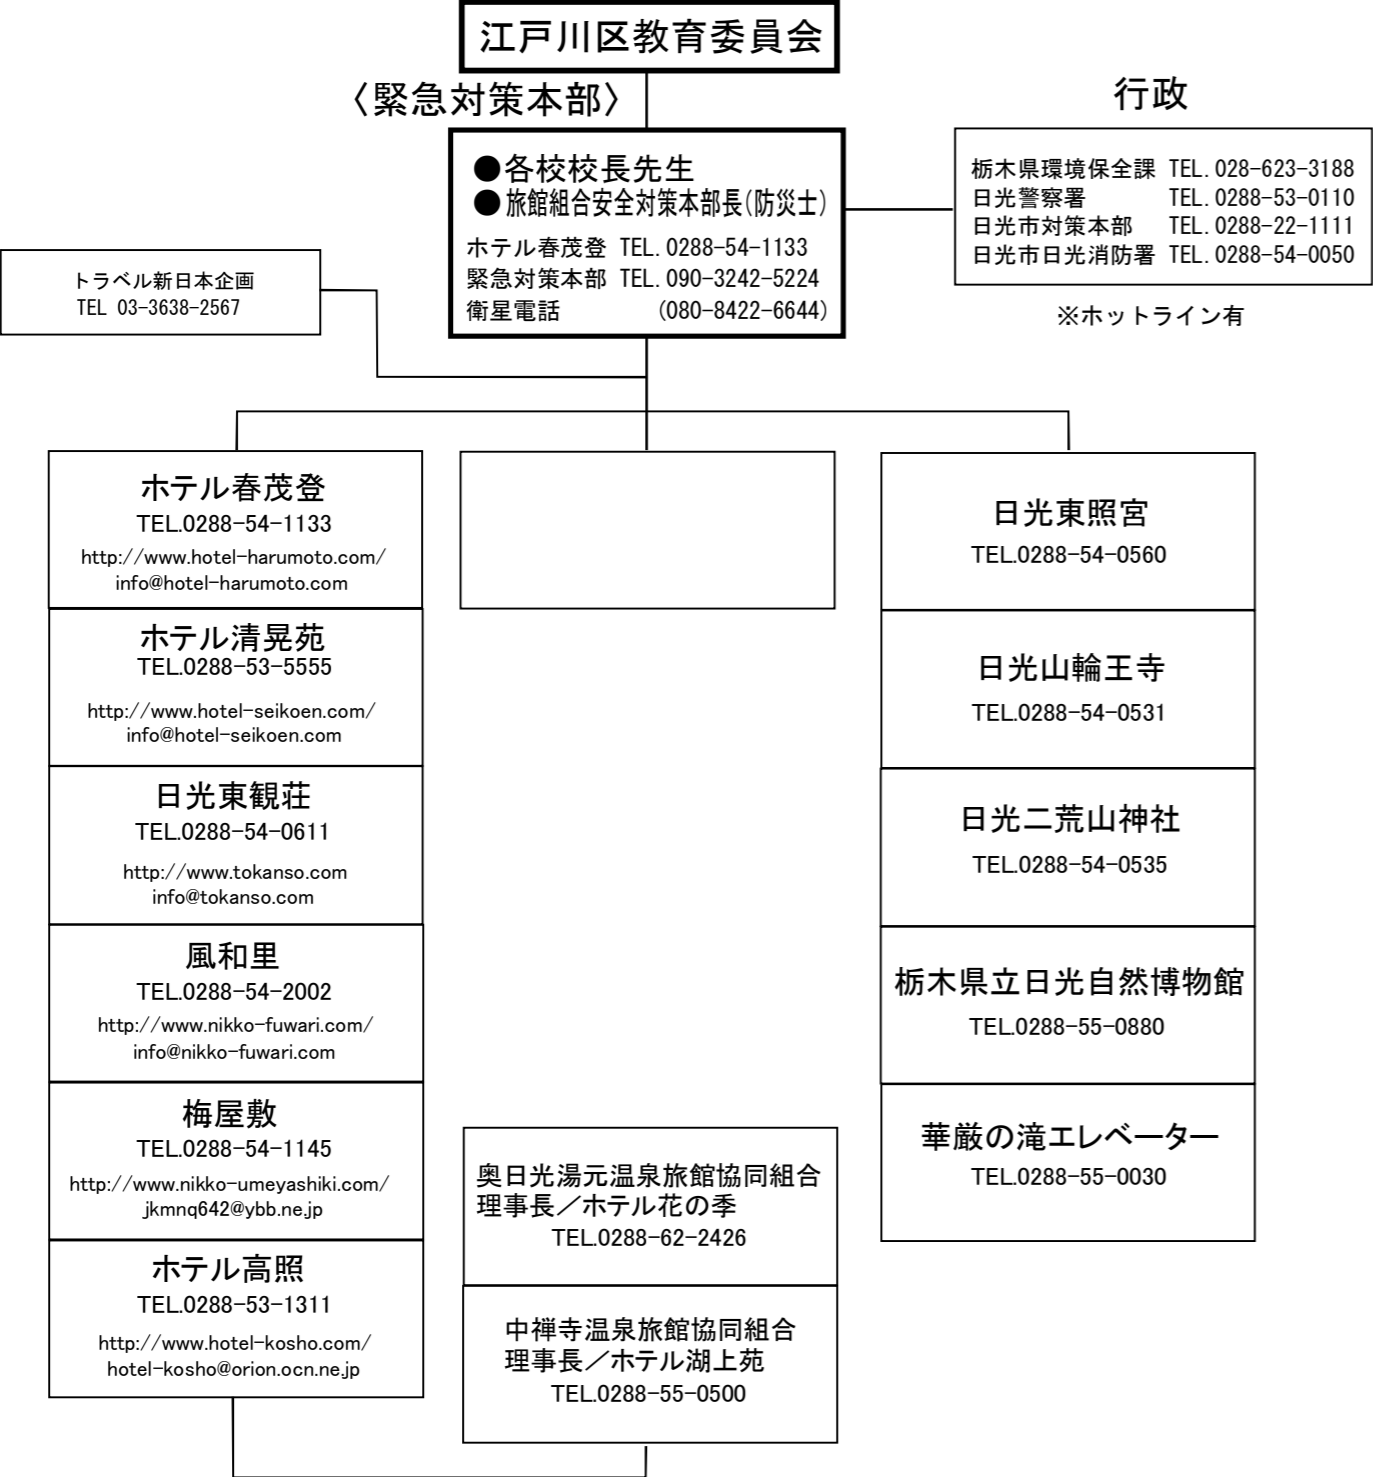 江戸川区教育委員会
〈緊急対策本部〉
●各校校長先生
●旅館組合安全対策本部長(防災士)
ホテル春茂登 TEL. 0288-54-1133
緊急対策本部 TEL. 090-3242-5224
衛星電話 (080-8422-6644)
行政
栃木県環境保全課 TEL. 028-623-3188
日光警察署 TEL. 0288-53-0110
日光市対策本部 TEL. 0288-22-1111
日光市日光消防署 TEL. 0288-54-0050
※ホットライン有
トラベル新日本企画
TEL 03-3638-2567
ホテル春茂登
TEL.0288-54-1133
http://www.hotel-harumoto.com/
info@hotel-harumoto.com
ホテル清晃苑
TEL.0288-53-5555
http://www.hotel-seikoen.com/
info@hotel-seikoen.com
日光東観荘
TEL.0288-54-0611
http://www.tokanso.com
info@tokanso.com
風和里
TEL.0288-54-2002
http://www.nikko-fuwari.com/
info@nikko-fuwari.com
梅屋敷
TEL.0288-54-1145
http://www.nikko-umeyashiki.com/
jkmnq642@ybb.ne.jp
ホテル高照
TEL.0288-53-1311
http://www.hotel-kosho.com/
hotel-kosho@orion.ocn.ne.jp
奥日光湯元温泉旅館協同組合
理事長／ホテル花の季
TEL.0288-62-2426
中禅寺温泉旅館協同組合
理事長／ホテル湖上苑
TEL.0288-55-0500
日光東照宮
TEL.0288-54-0560
日光山輪王寺
TEL.0288-54-0531
日光二荒山神社
TEL.0288-54-0535
栃木県立日光自然博物館
TEL.0288-55-0880
華厳の滝エレベーター
TEL.0288-55-0030